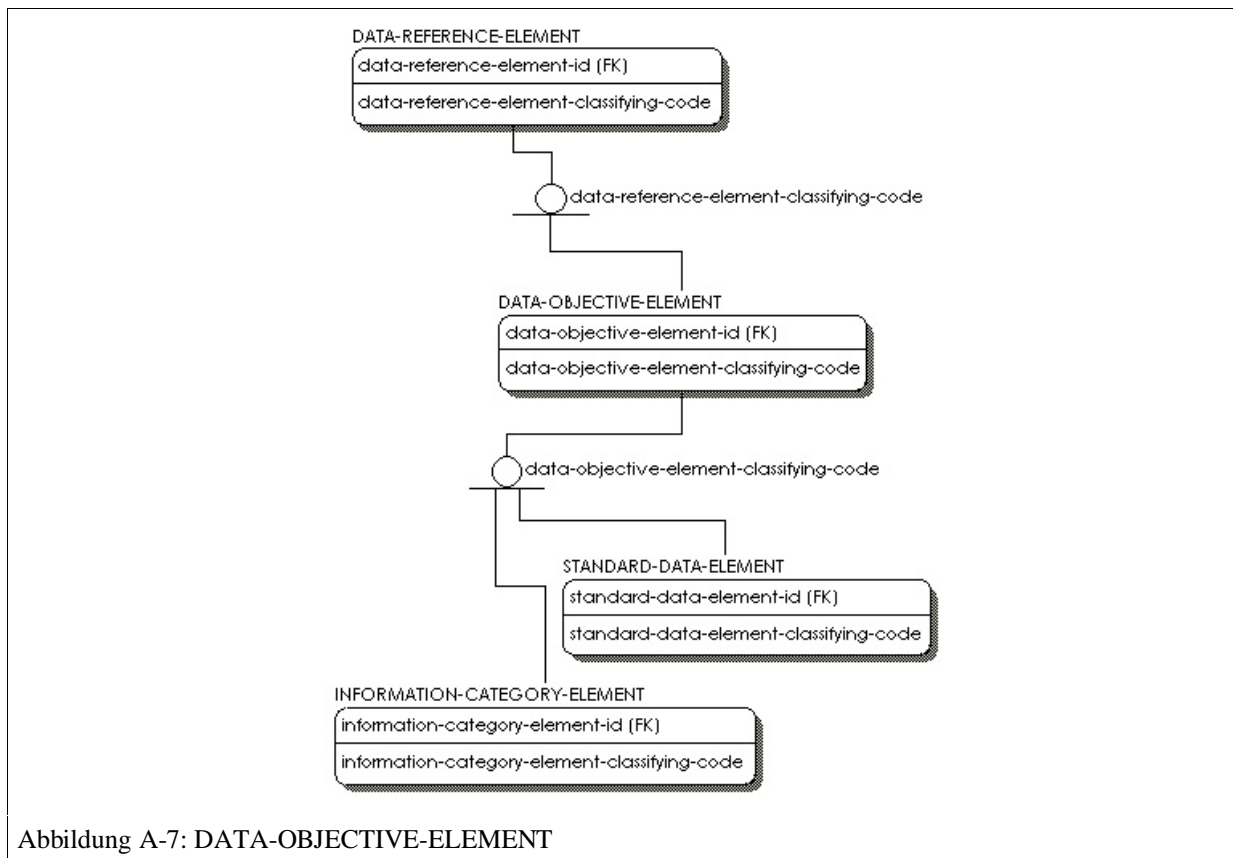 DATA-REFERENCE-ELEMENT
data-reference-element-id (FK)
data-reference-element-classifying-code
data-reference-element-classifying-code
DATA-OBJECTIVE-ELEMENT
data-objective-element-id (FK)
data-objective-element-classifying-code
data-objective-element-classifying-code
STANDARD-DATA-ELEMENT
standard-data-element-id (FK)
standard-data-element-classifying-code
INFORMATION-CATEGORY-ELEMENT
information-category-element-id (FK)
information-category-element-classifying-code
Abbildung A-7: DATA-OBJECTIVE-ELEMENT